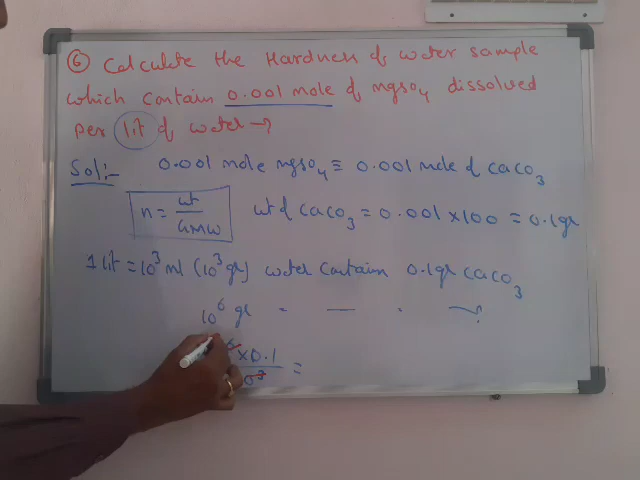 ⑥ Calculate the Hardness of water sample
which contain 0.001 mole of mgso4 dissolved
per lit of water →
Sol:- 0.001 mole mgso4 ≡ 0.001 mole of caco3
n = wt/GMW wt of caco3 = 0.001 × 100 = 0.1gr
1 lit = 10³ ml (10³ gr) water contain 0.1gr caco3
10⁶ gr - — - ?
⁶ × 0.1 / 0³ =